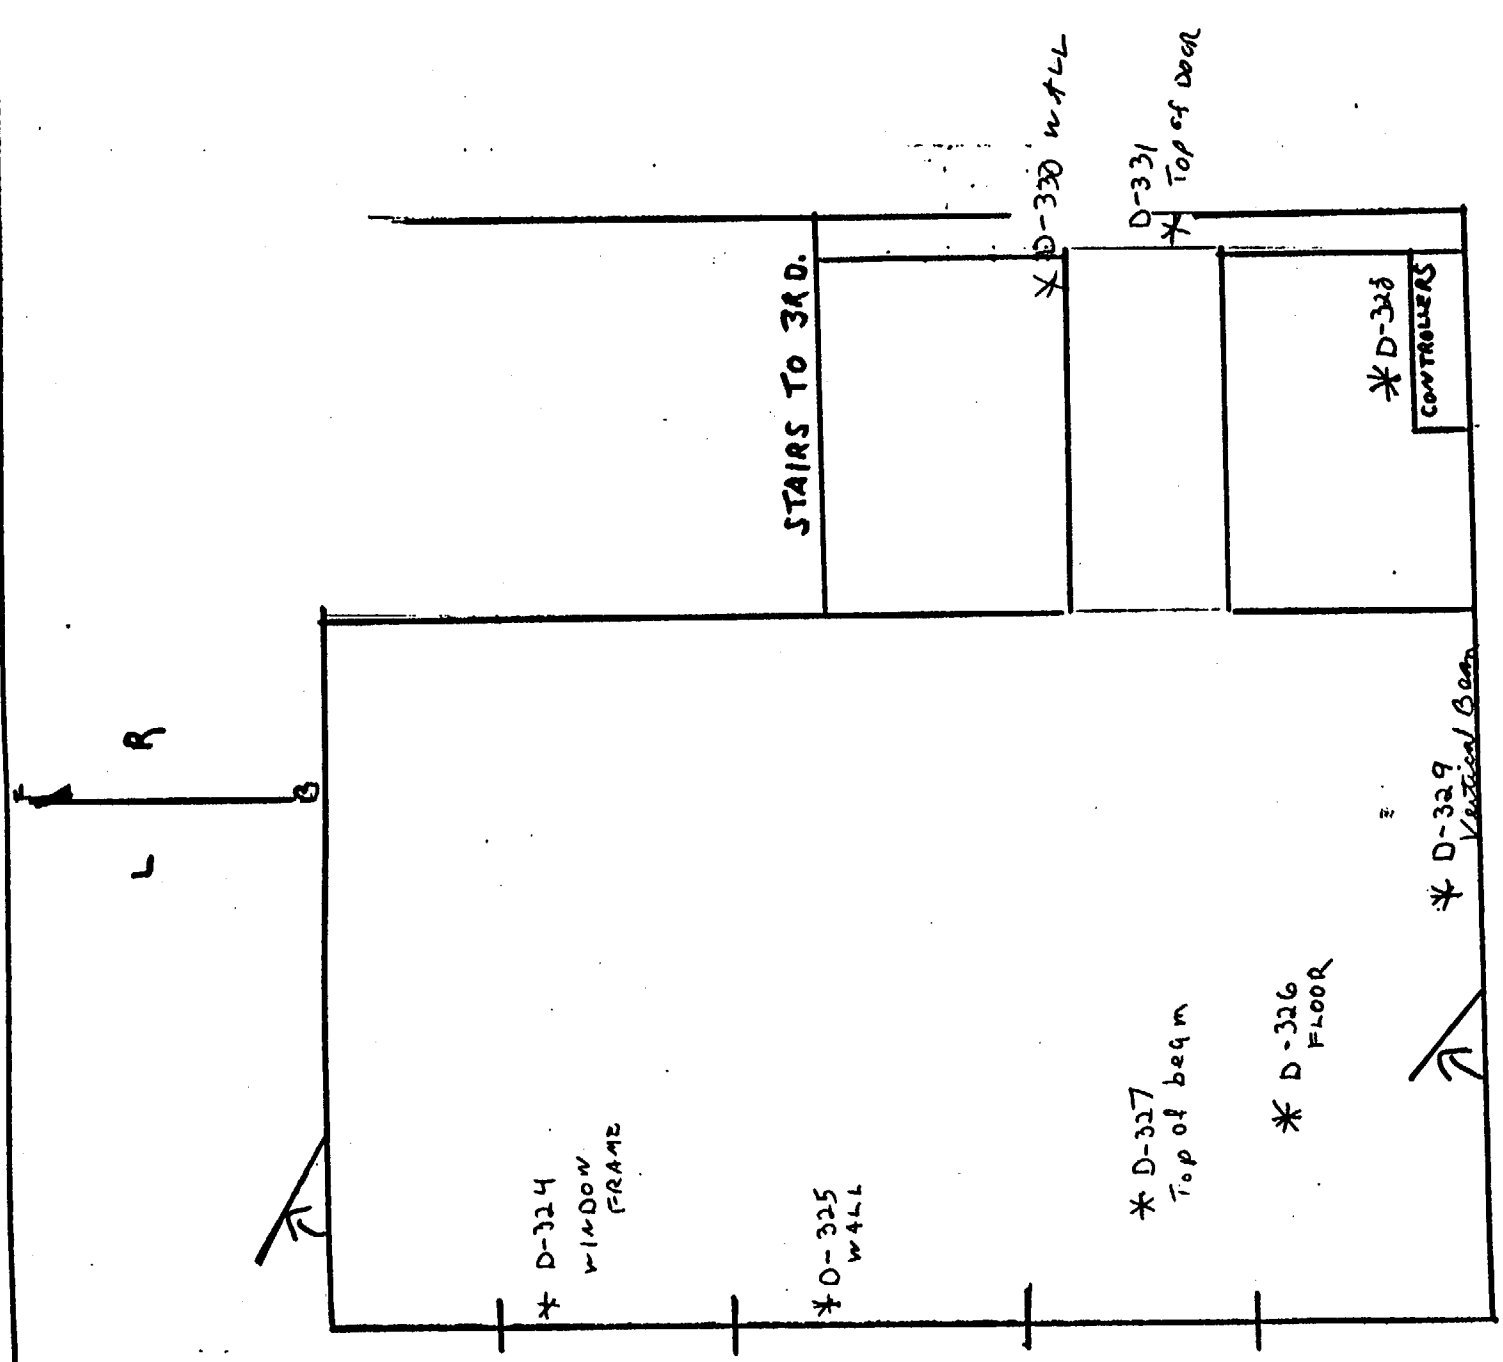 D-330 WALL
D-331
Top of DOOR
STAIRS TO 3RD.
* D-328
CONTROLLERS
F
R
L
B
* D-329
Vertical Beam
* D-324
WINDOW
FRAME
* D-325
WALL
* D-327
Top of beam
* D-326
FLOOR